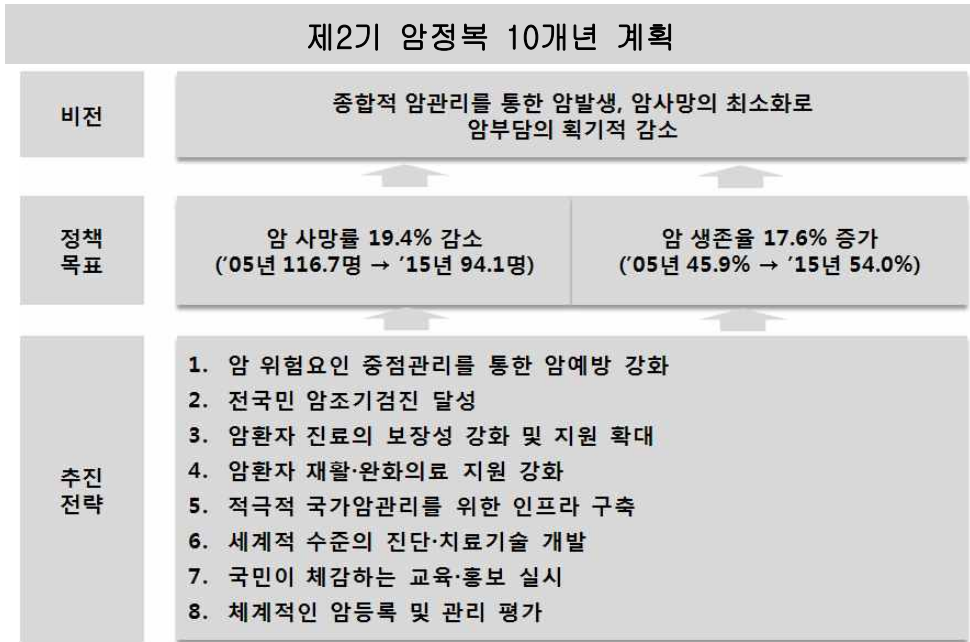 제2기 암정복 10개년 계획
비전
종합적 암관리를 통한 암발생, 암사망의 최소화로
암부담의 획기적 감소
정책
목표
암 사망률 19.4% 감소
(’05년 116.7명 → ’15년 94.1명)
암 생존율 17.6% 증가
(’05년 45.9% → ’15년 54.0%)
추진
전략
1. 암 위험요인 중점관리를 통한 암예방 강화
2. 전국민 암조기검진 달성
3. 암환자 진료의 보장성 강화 및 지원 확대
4. 암환자 재활·완화의료 지원 강화
5. 적극적 국가암관리를 위한 인프라 구축
6. 세계적 수준의 진단·치료기술 개발
7. 국민이 체감하는 교육·홍보 실시
8. 체계적인 암등록 및 관리 평가